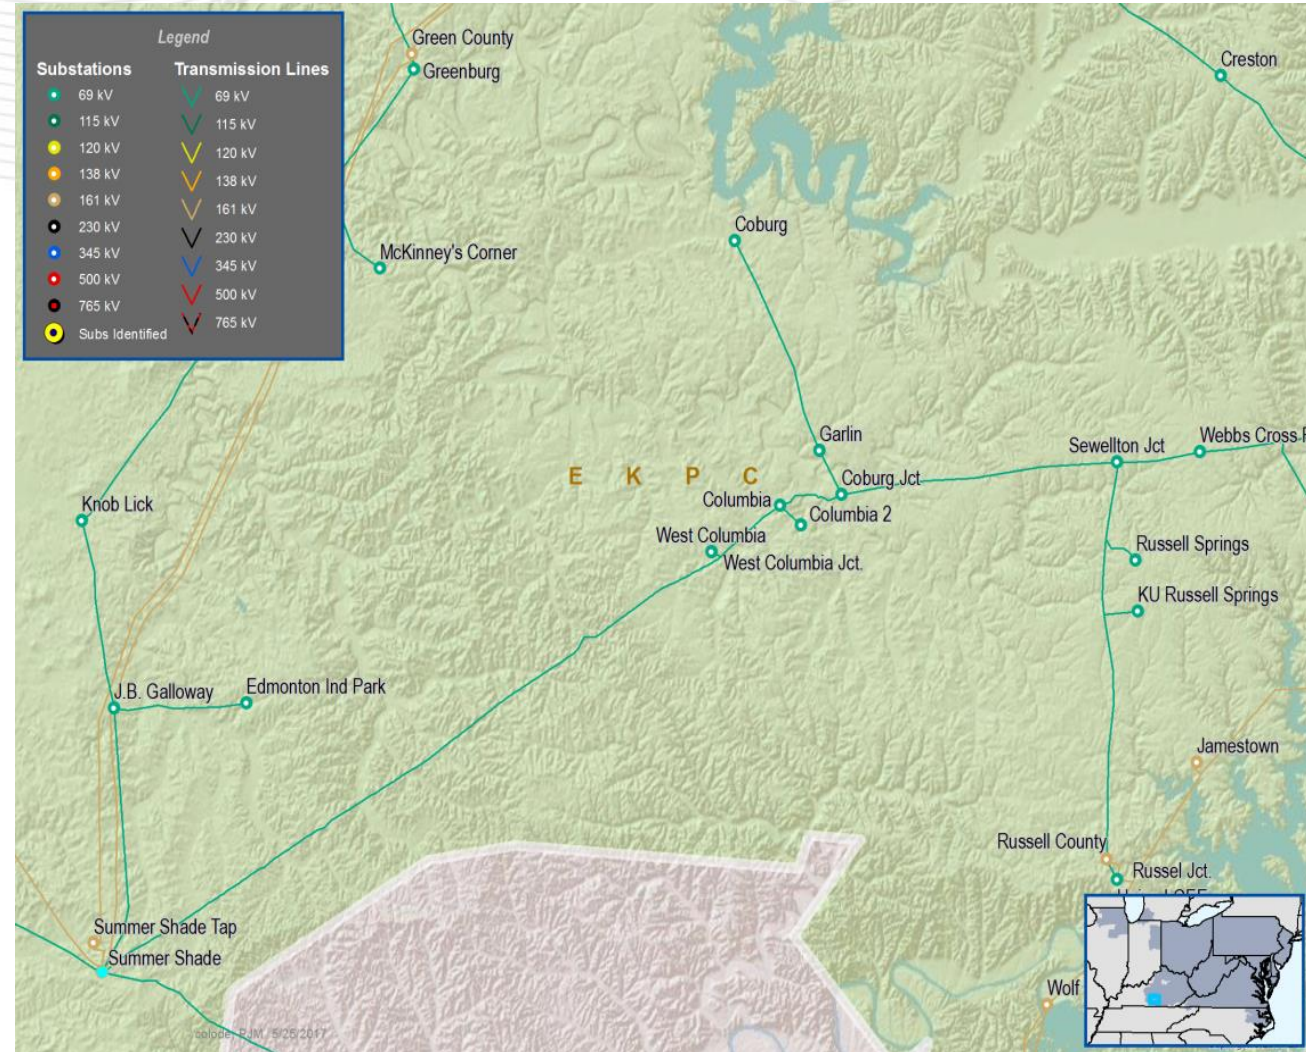 Legend
Substations
Transmission Lines
69 kV
69 kV
115 kV
115 kV
120 kV
120 kV
138 kV
138 kV
161 kV
161 kV
230 kV
230 kV
345 kV
345 kV
500 kV
500 kV
765 kV
765 kV
Subs Identified
Green County
Greenburg
Creston
Coburg
McKinney's Corner
Garlin
Webbs Cross
Sewellton Jct
E K P C
Coburg Jct
Columbia
Knob Lick
Columbia 2
West Columbia
Russell Springs
West Columbia Jct.
KU Russell Springs
J.B. Galloway
Edmonton Ind Park
Jamestown
Russell County
Russel Jct.
Summer Shade Tap
Summer Shade
Wolf
PJM, 5/25/2017